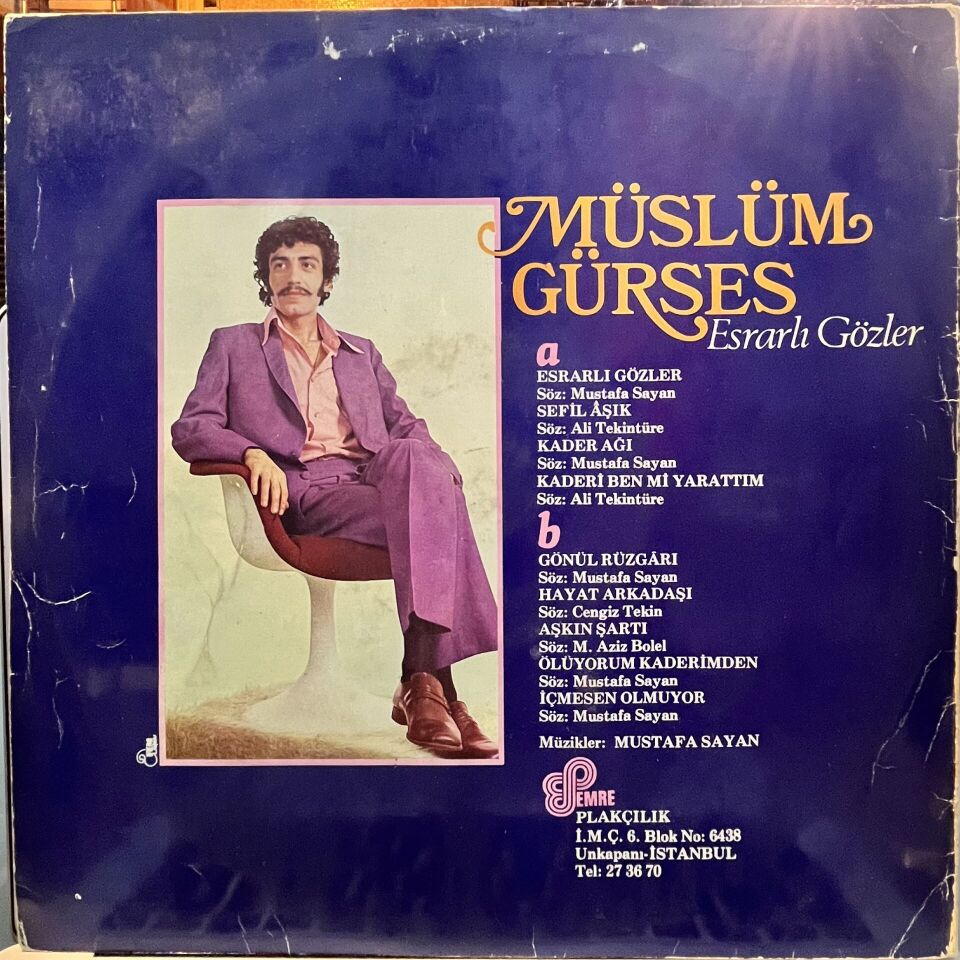 MÜSLÜM
GÜRSES
Esrarlı Gözler
a
ESRARLI GÖZLER
Söz: Mustafa Sayan
SEFİL ÂŞIK
Söz: Ali Tekintüre
KADER AĞI
Söz: Mustafa Sayan
KADERİ BEN Mİ YARATTIM
Söz: Ali Tekintüre
b
GÖNÜL RÜZGÂRI
Söz: Mustafa Sayan
HAYAT ARKADAŞI
Söz: Cengiz Tekin
AŞKIN ŞARTI
Söz: M. Aziz Bolel
ÖLÜYORUM KADERİMDEN
Söz: Mustafa Sayan
İÇMESEN OLMUYOR
Söz: Mustafa Sayan
Müzikler: MUSTAFA SAYAN
EMRE
PLAKÇILIK
İ.M.Ç. 6. Blok No: 6438
Unkapanı-İSTANBUL
Tel: 27 36 70